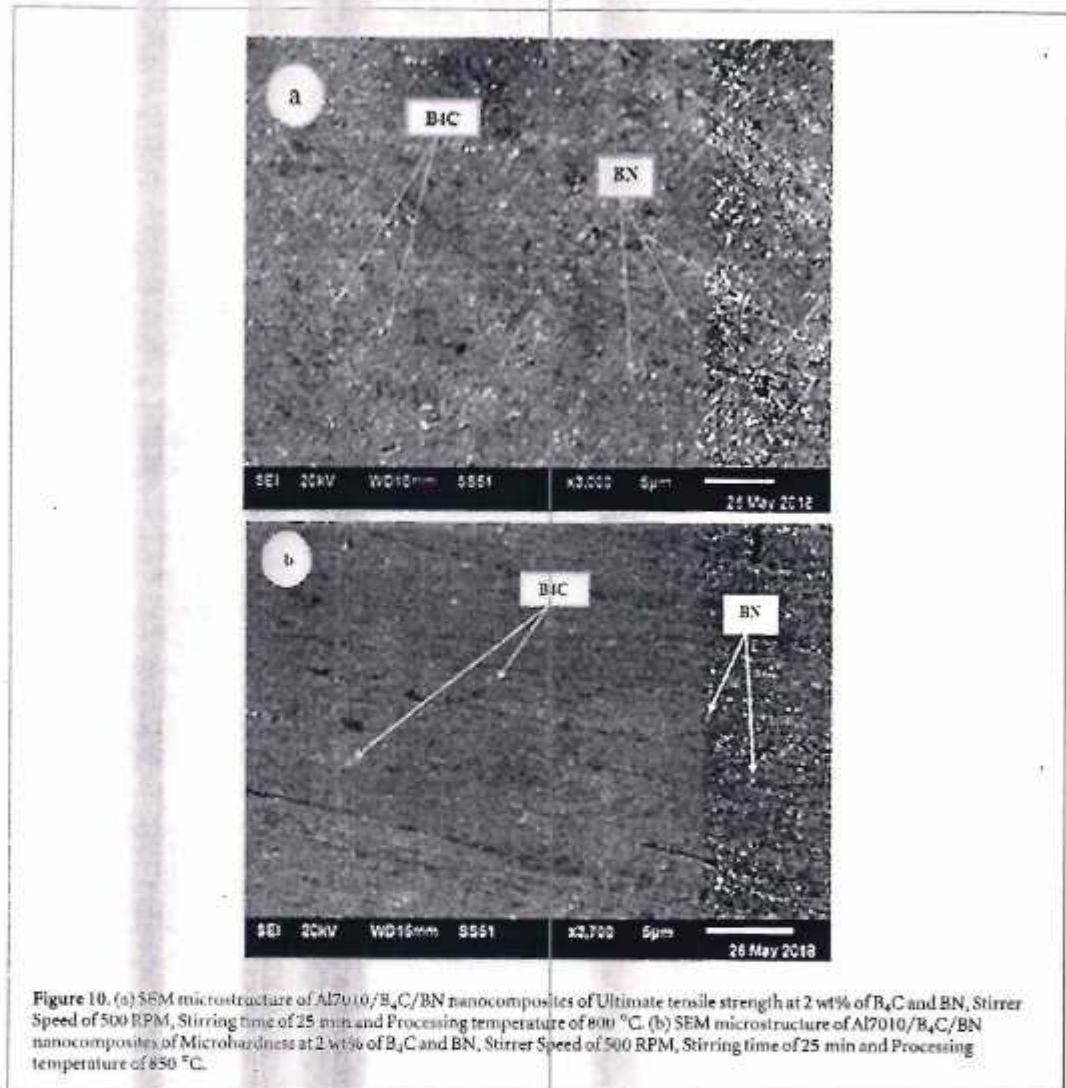 a
B4C
BN
SEI 20kV WD16mm SS51 x3,000 5µm
26 May 2018
b
B4C
BN
SEI 20kV WD16mm SS51 x3,700 5µm
26 May 2018
Figure 10. (a) SEM microstructure of Al7010/B₄C/BN nanocomposites of Ultimate tensile strength at 2 wt% of B₄C and BN, Stirrer
Speed of 500 RPM, Stirring time of 25 min and Processing temperature of 800 °C. (b) SEM microstructure of Al7010/B₄C/BN
nanocomposites of Microhardness at 2 wt% of B₄C and BN, Stirrer Speed of 500 RPM, Stirring time of 25 min and Processing
temperature of 850 °C.